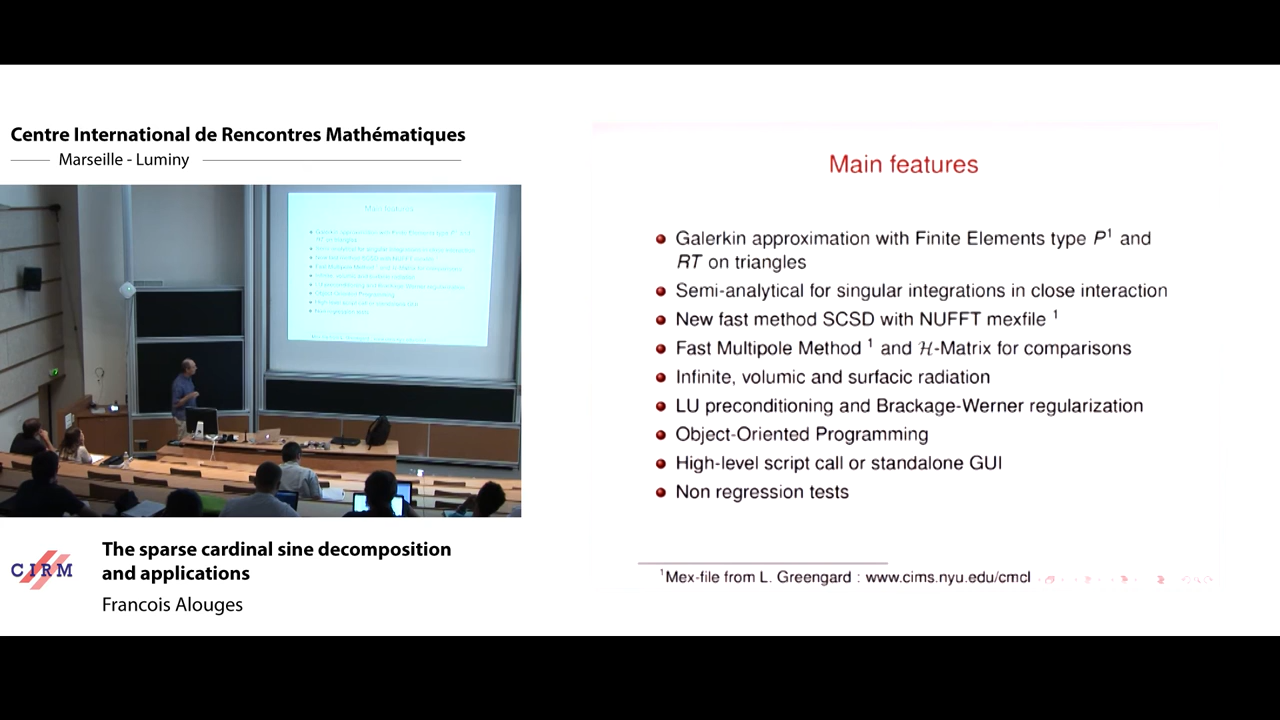 Centre International de Rencontres Mathématiques
Marseille - Luminy
CIRM
The sparse cardinal sine decomposition
and applications
Francois Alouges
Main features
Galerkin approximation with Finite Elements type P¹ and
RT on triangles
Semi-analytical for singular integrations in close interaction
New fast method SCSD with NUFFT mexfile ¹
Fast Multipole Method ¹ and ℋ-Matrix for comparisons
Infinite, volumic and surfacic radiation
LU preconditioning and Brackage-Werner regularization
Object-Oriented Programming
High-level script call or standalone GUI
Non regression tests
¹Mex-file from L. Greengard : www.cims.nyu.edu/cmcl